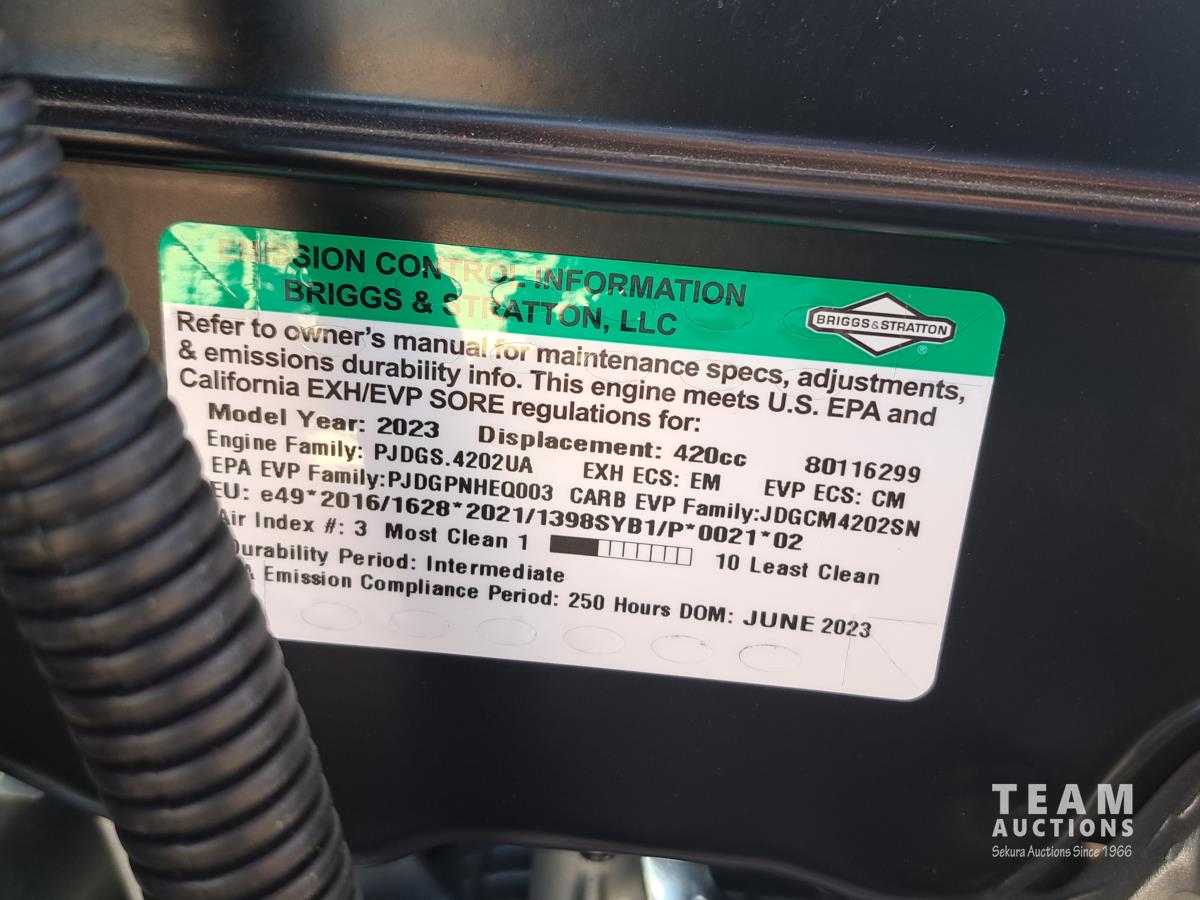 EMISSION CONTROL INFORMATION
BRIGGS & STRATTON, LLC
BRIGGS&STRATTON
®
Refer to owner's manual for maintenance specs, adjustments,
& emissions durability info. This engine meets U.S. EPA and
California EXH/EVP SORE regulations for:
Model Year: 2023 Displacement: 420cc 80116299
Engine Family: PJDGS.4202UA EXH ECS: EM EVP ECS: CM
EPA EVP Family:PJDGPNHEQ003 CARB EVP Family:JDGCM4202SN
EU: e49*2016/1628*2021/1398SYB1/P*0021*02
Air Index #: 3 Most Clean 1 10 Least Clean
Durability Period: Intermediate
Emission Compliance Period: 250 Hours DOM: JUNE 2023
TEAM
AUCTIONS
Sekura Auctions Since 1966